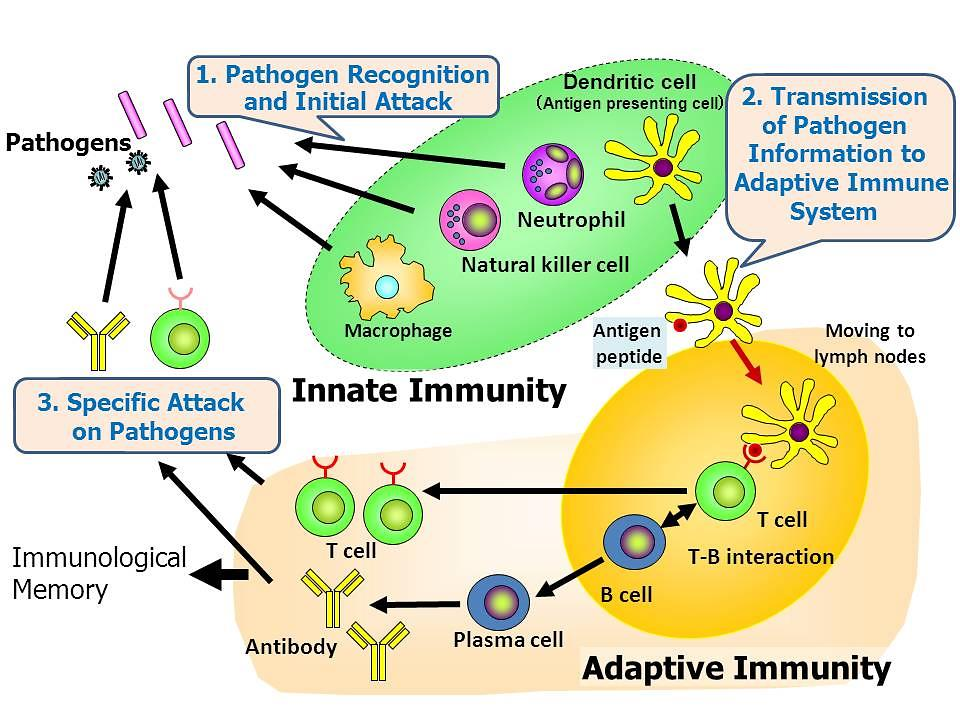 1. Pathogen Recognition
and Initial Attack
Dendritic cell
(Antigen presenting cell)
2. Transmission
of Pathogen
Information to
Adaptive Immune
System
Pathogens
Neutrophil
Natural killer cell
Macrophage
Antigen
peptide
Moving to
lymph nodes
Innate Immunity
3. Specific Attack
on Pathogens
T cell
T cell
T-B interaction
B cell
Immunological
Memory
Antibody
Plasma cell
Adaptive Immunity